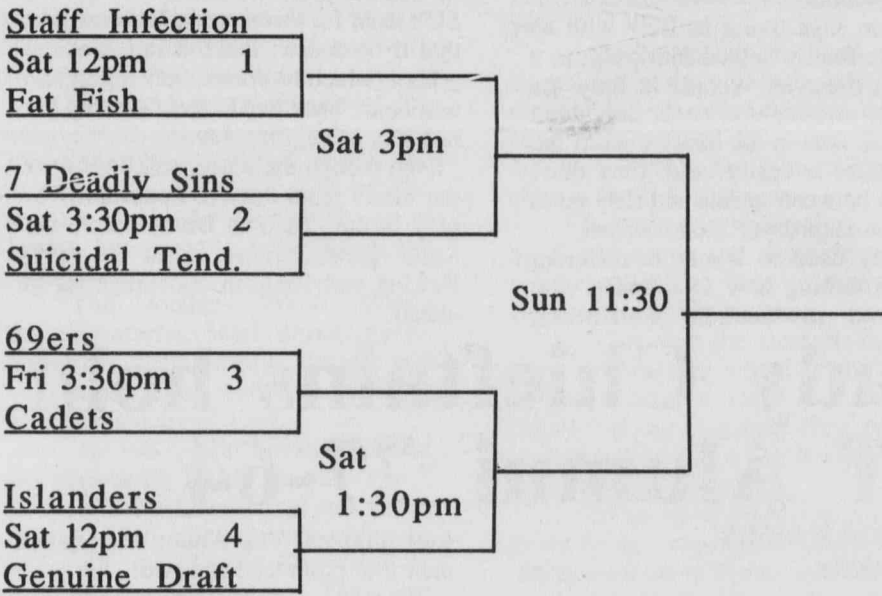 Staff Infection
Sat 12pm 1
Fat Fish
Sat 3pm
7 Deadly Sins
Sat 3:30pm 2
Suicidal Tend.
Sun 11:30
69ers
Fri 3:30pm 3
Cadets
Sat
1:30pm
Islanders
Sat 12pm 4
Genuine Draft